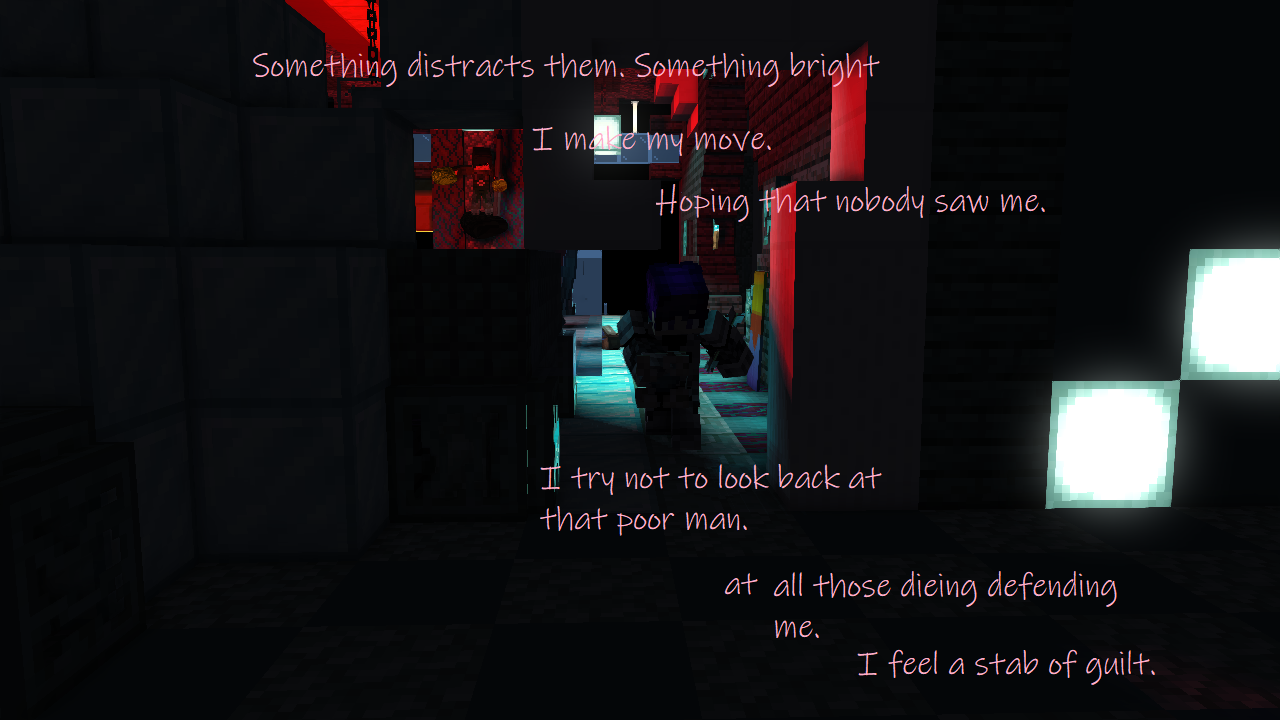 Something distracts them. Something bright
I make my move.
Hoping that nobody saw me.
I try not to look back at
that poor man.
at all those dieing defending
me.
I feel a stab of guilt.